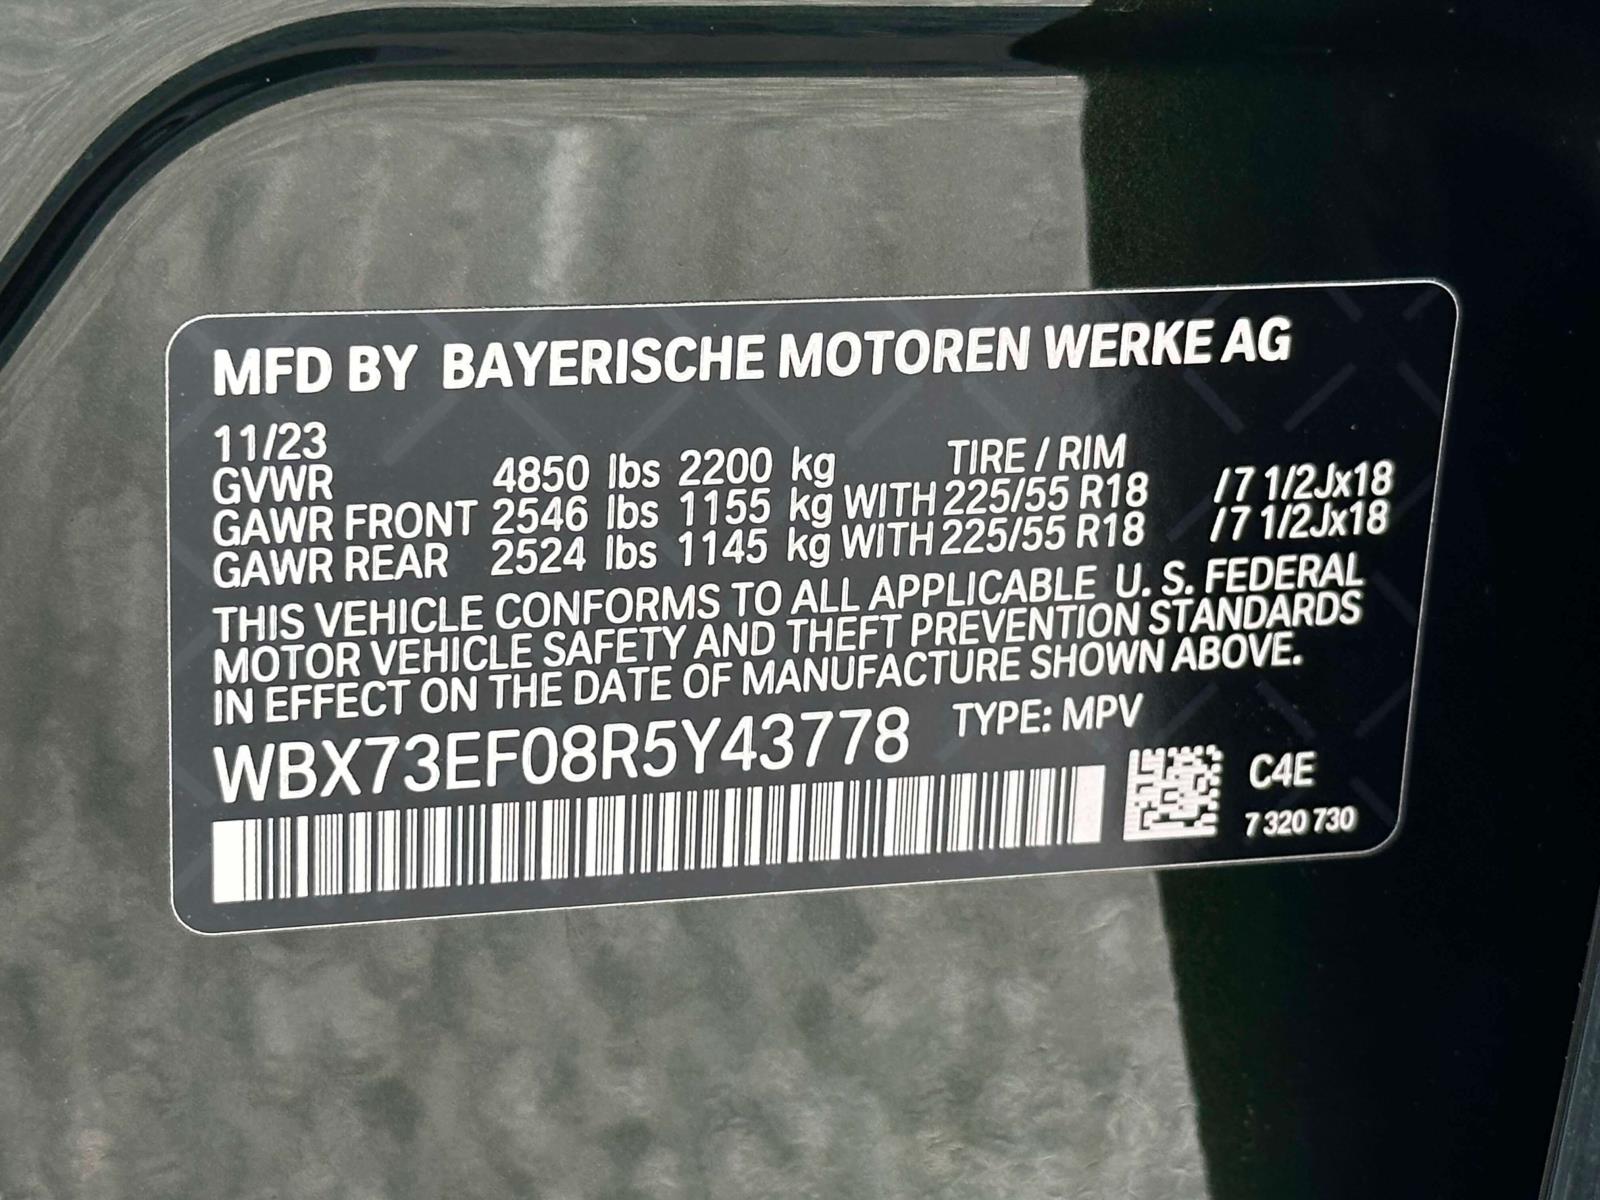 MFD BY BAYERISCHE MOTOREN WERKE AG
11/23 TIRE / RIM
GVWR 4850 lbs 2200 kg
GAWR FRONT 2546 lbs 1155 kg WITH 225/55 R18 /7 1/2Jx18
GAWR REAR 2524 lbs 1145 kg WITH 225/55 R18 /7 1/2Jx18
THIS VEHICLE CONFORMS TO ALL APPLICABLE U. S. FEDERAL
MOTOR VEHICLE SAFETY AND THEFT PREVENTION STANDARDS
IN EFFECT ON THE DATE OF MANUFACTURE SHOWN ABOVE.
WBX73EF08R5Y43778 TYPE: MPV
C4E
7 320 730